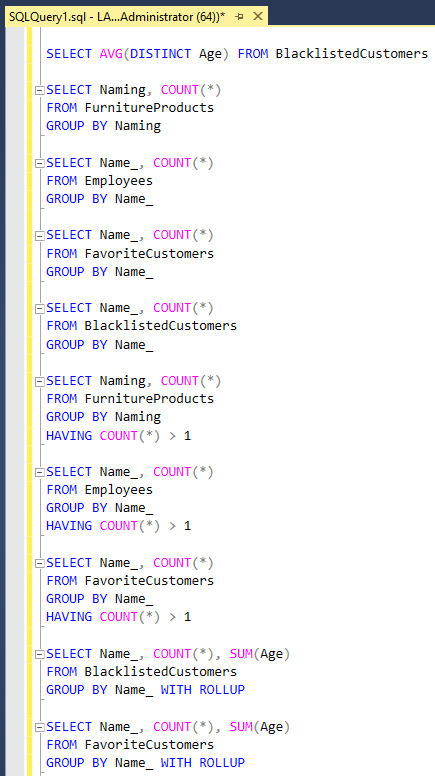 SQLQuery1.sql - LA...Administrator (64))*
SELECT AVG(DISTINCT Age) FROM BlacklistedCustomers
SELECT Naming, COUNT(*)
FROM FurnitureProducts
GROUP BY Naming
SELECT Name_, COUNT(*)
FROM Employees
GROUP BY Name_
SELECT Name_, COUNT(*)
FROM FavoriteCustomers
GROUP BY Name_
SELECT Name_, COUNT(*)
FROM BlacklistedCustomers
GROUP BY Name_
SELECT Naming, COUNT(*)
FROM FurnitureProducts
GROUP BY Naming
HAVING COUNT(*) > 1
SELECT Name_, COUNT(*)
FROM Employees
GROUP BY Name_
HAVING COUNT(*) > 1
SELECT Name_, COUNT(*)
FROM FavoriteCustomers
GROUP BY Name_
HAVING COUNT(*) > 1
SELECT Name_, COUNT(*), SUM(Age)
FROM BlacklistedCustomers
GROUP BY Name_ WITH ROLLUP
SELECT Name_, COUNT(*), SUM(Age)
FROM FavoriteCustomers
GROUP BY Name_ WITH ROLLUP